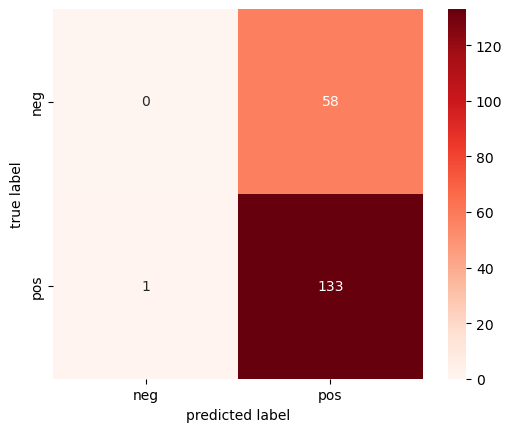 neg
pos
true label
0
58
1
133
neg
pos
predicted label
120
100
80
60
40
20
0